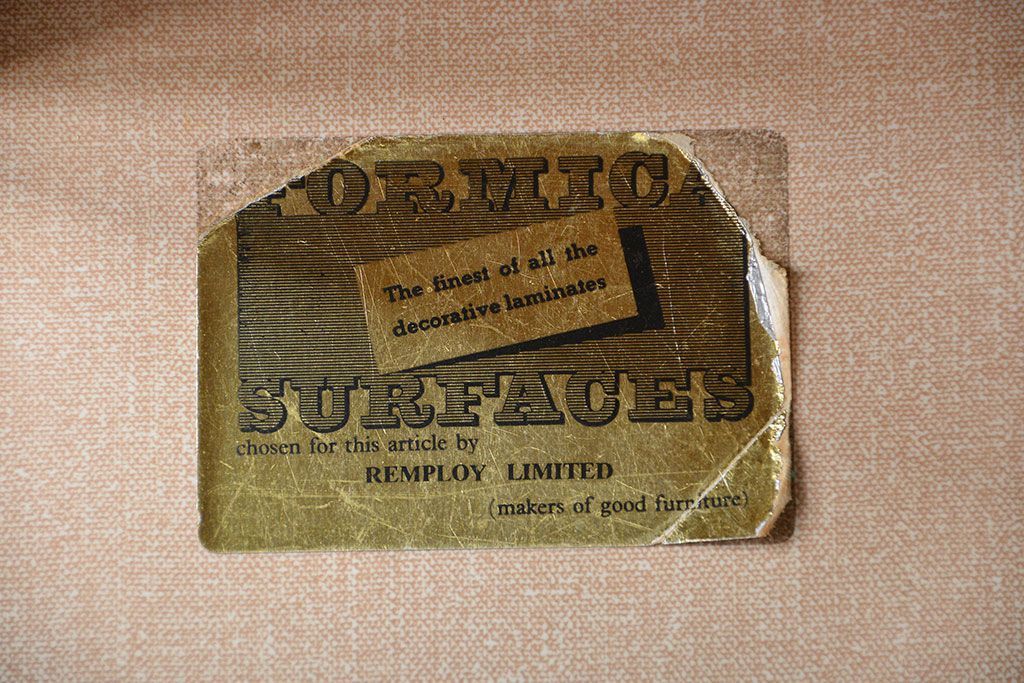 FORMICA
The finest of all the
decorative laminates
SURFACES
chosen for this article by
REMPLOY LIMITED
(makers of good furniture)